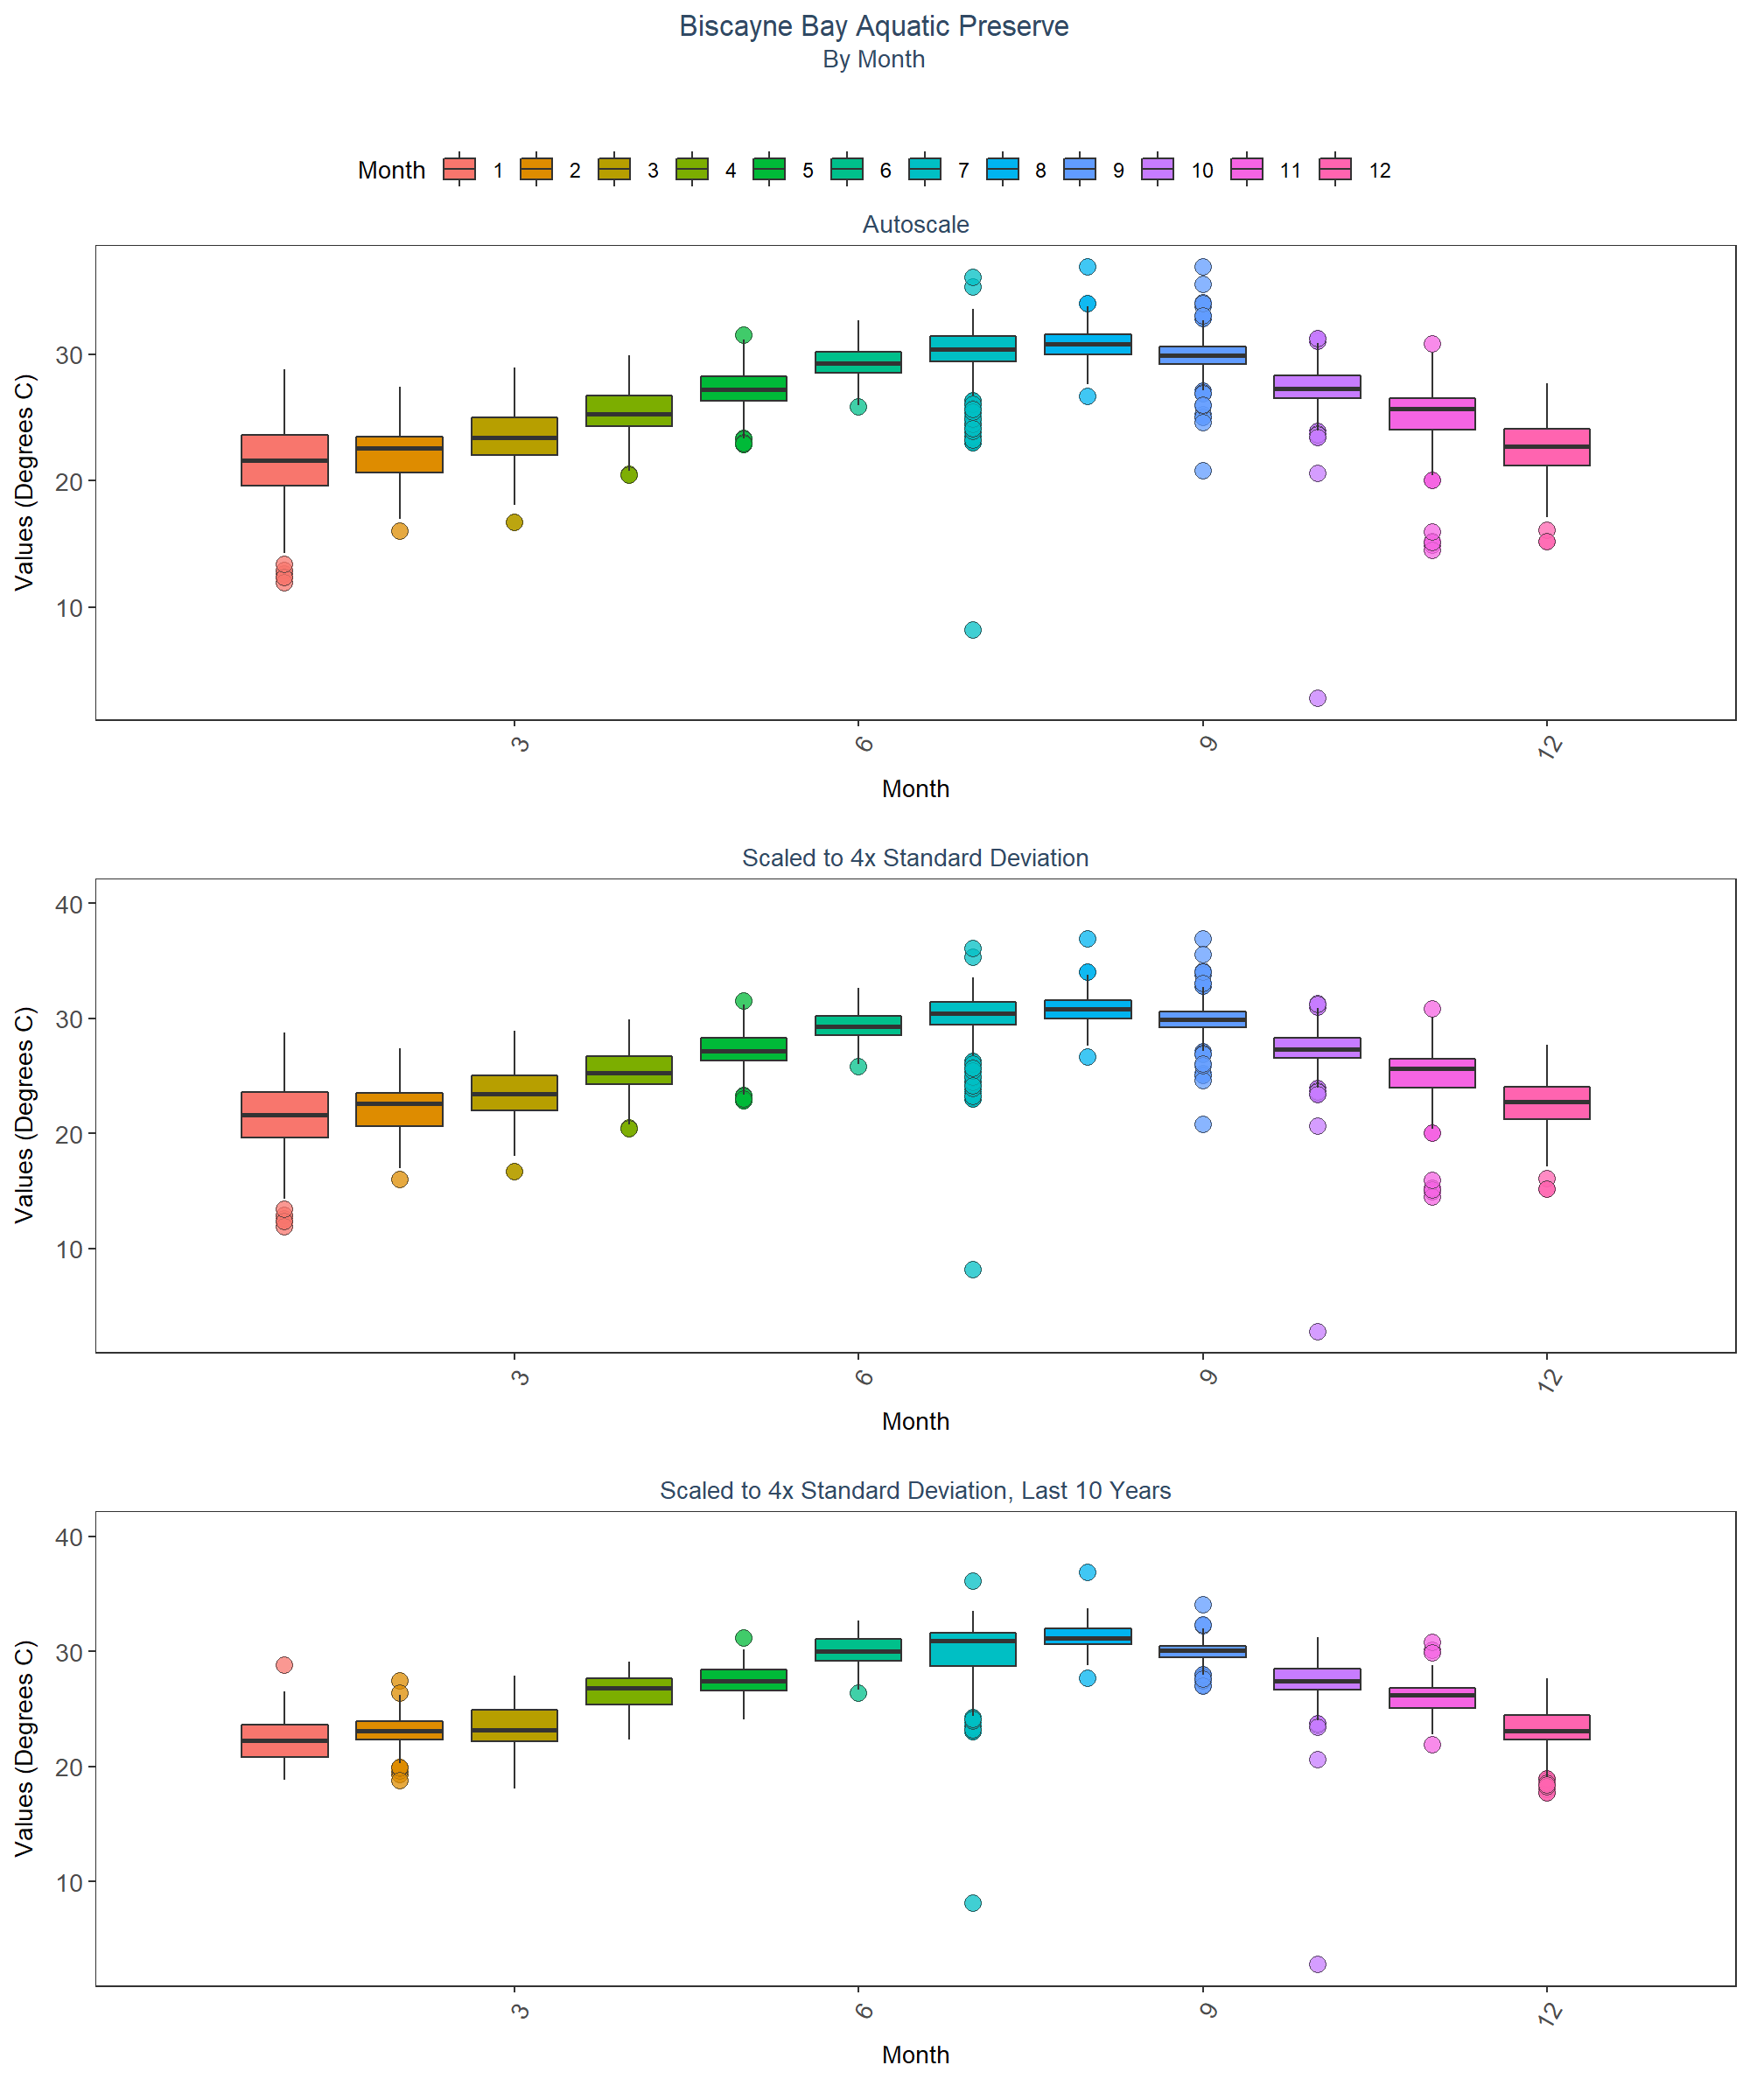 Biscayne Bay Aquatic Preserve
By Month
Month 1 2 3 4 5 6 7 8 9 10 11 12
Autoscale
Values (Degrees C)
30
20
10
3 6 9 12
Month
Scaled to 4x Standard Deviation
Values (Degrees C)
40
30
20
10
3 6 9 12
Month
Scaled to 4x Standard Deviation, Last 10 Years
Values (Degrees C)
40
30
20
10
3 6 9 12
Month